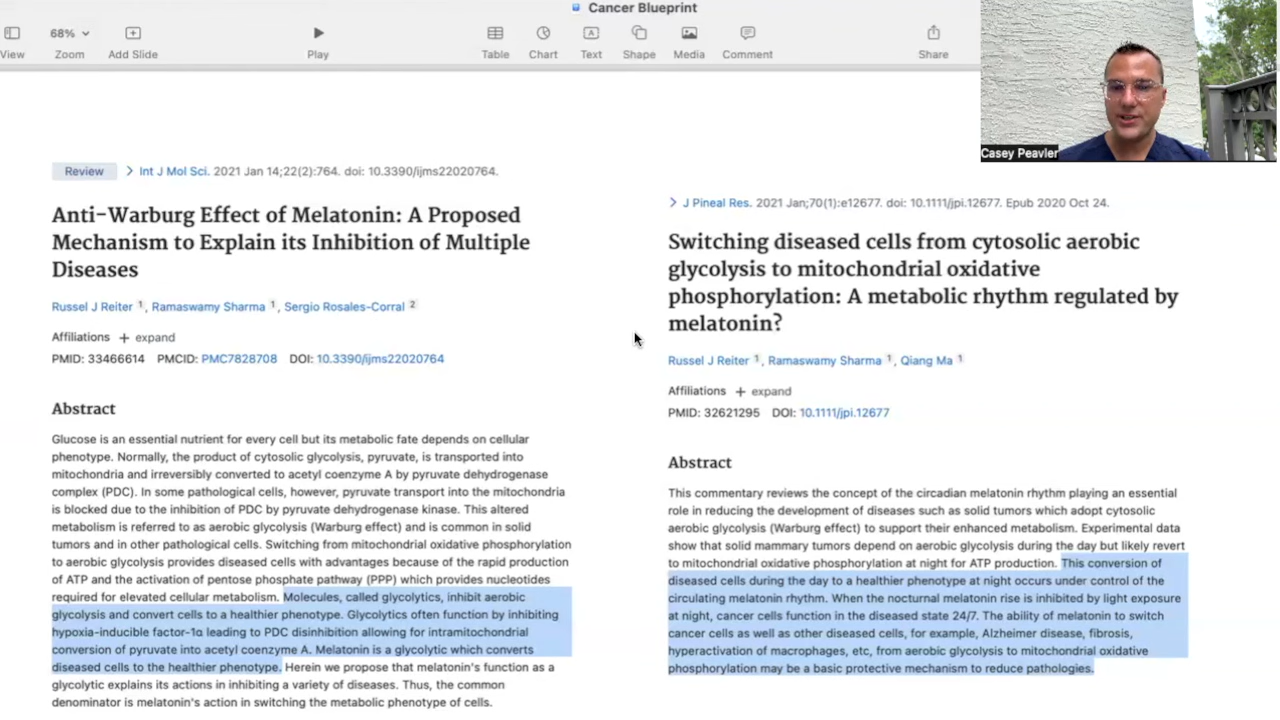 Cancer Blueprint
68%
View
Zoom
Add Slide
Play
Table
Chart
Text
Shape
Media
Comment
Share
Casey Peavler
Review
Int J Mol Sci. 2021 Jan 14;22(2):764. doi: 10.3390/ijms22020764.
Anti-Warburg Effect of Melatonin: A Proposed
Mechanism to Explain its Inhibition of Multiple
Diseases
Russel J Reiter 1, Ramaswamy Sharma 1, Sergio Rosales-Corral 2
Affiliations + expand
PMID: 33466614 PMCID: PMC7828708 DOI: 10.3390/ijms22020764
Abstract
Glucose is an essential nutrient for every cell but its metabolic fate depends on cellular
phenotype. Normally, the product of cytosolic glycolysis, pyruvate, is transported into
mitochondria and irreversibly converted to acetyl coenzyme A by pyruvate dehydrogenase
complex (PDC). In some pathological cells, however, pyruvate transport into the mitochondria
is blocked due to the inhibition of PDC by pyruvate dehydrogenase kinase. This altered
metabolism is referred to as aerobic glycolysis (Warburg effect) and is common in solid
tumors and in other pathological cells. Switching from mitochondrial oxidative phosphorylation
to aerobic glycolysis provides diseased cells with advantages because of the rapid production
of ATP and the activation of pentose phosphate pathway (PPP) which provides nucleotides
required for elevated cellular metabolism. Molecules, called glycolytics, inhibit aerobic
glycolysis and convert cells to a healthier phenotype. Glycolytics often function by inhibiting
hypoxia-inducible factor-1α leading to PDC disinhibition allowing for intramitochondrial
conversion of pyruvate into acetyl coenzyme A. Melatonin is a glycolytic which converts
diseased cells to the healthier phenotype. Herein we propose that melatonin's function as a
glycolytic explains its actions in inhibiting a variety of diseases. Thus, the common
denominator is melatonin's action in switching the metabolic phenotype of cells.
J Pineal Res. 2021 Jan;70(1):e12677. doi: 10.1111/jpi.12677. Epub 2020 Oct 24.
Switching diseased cells from cytosolic aerobic
glycolysis to mitochondrial oxidative
phosphorylation: A metabolic rhythm regulated by
melatonin?
Russel J Reiter 1, Ramaswamy Sharma 1, Qiang Ma 1
Affiliations + expand
PMID: 32621295 DOI: 10.1111/jpi.12677
Abstract
This commentary reviews the concept of the circadian melatonin rhythm playing an essential
role in reducing the development of diseases such as solid tumors which adopt cytosolic
aerobic glycolysis (Warburg effect) to support their enhanced metabolism. Experimental data
show that solid mammary tumors depend on aerobic glycolysis during the day but likely revert
to mitochondrial oxidative phosphorylation at night for ATP production. This conversion of
diseased cells during the day to a healthier phenotype at night occurs under control of the
circulating melatonin rhythm. When the nocturnal melatonin rise is inhibited by light exposure
at night, cancer cells function in the diseased state 24/7. The ability of melatonin to switch
cancer cells as well as other diseased cells, for example, Alzheimer disease, fibrosis,
hyperactivation of macrophages, etc, from aerobic glycolysis to mitochondrial oxidative
phosphorylation may be a basic protective mechanism to reduce pathologies.